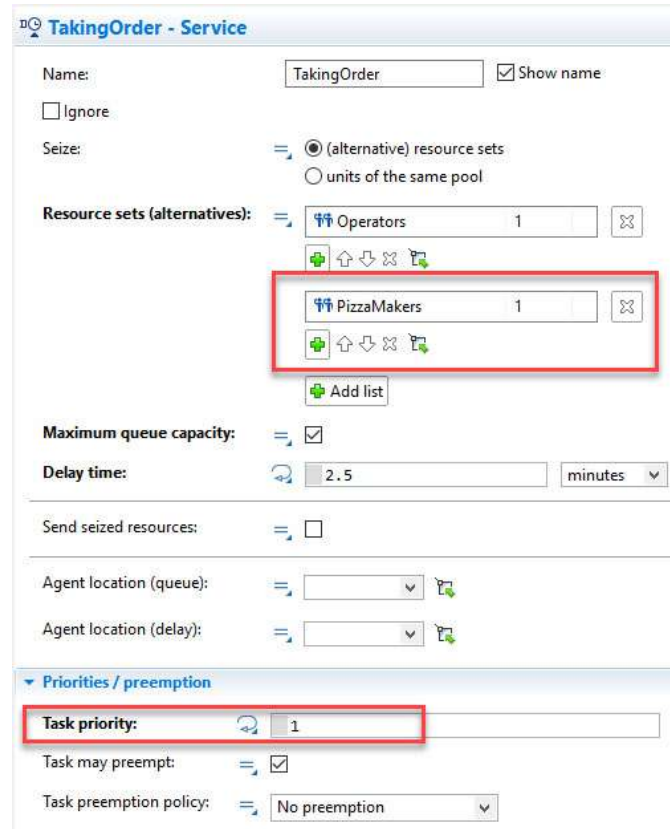 TakingOrder - Service
Name: TakingOrder Show name
Ignore
Seize: (alternative) resource sets
units of the same pool
Resource sets (alternatives): Operators 1
PizzaMakers 1
Add list
Maximum queue capacity:
Delay time: 2.5 minutes
Send seized resources:
Agent location (queue):
Agent location (delay):
Priorities / preemption
Task priority: 1
Task may preempt:
Task preemption policy: No preemption